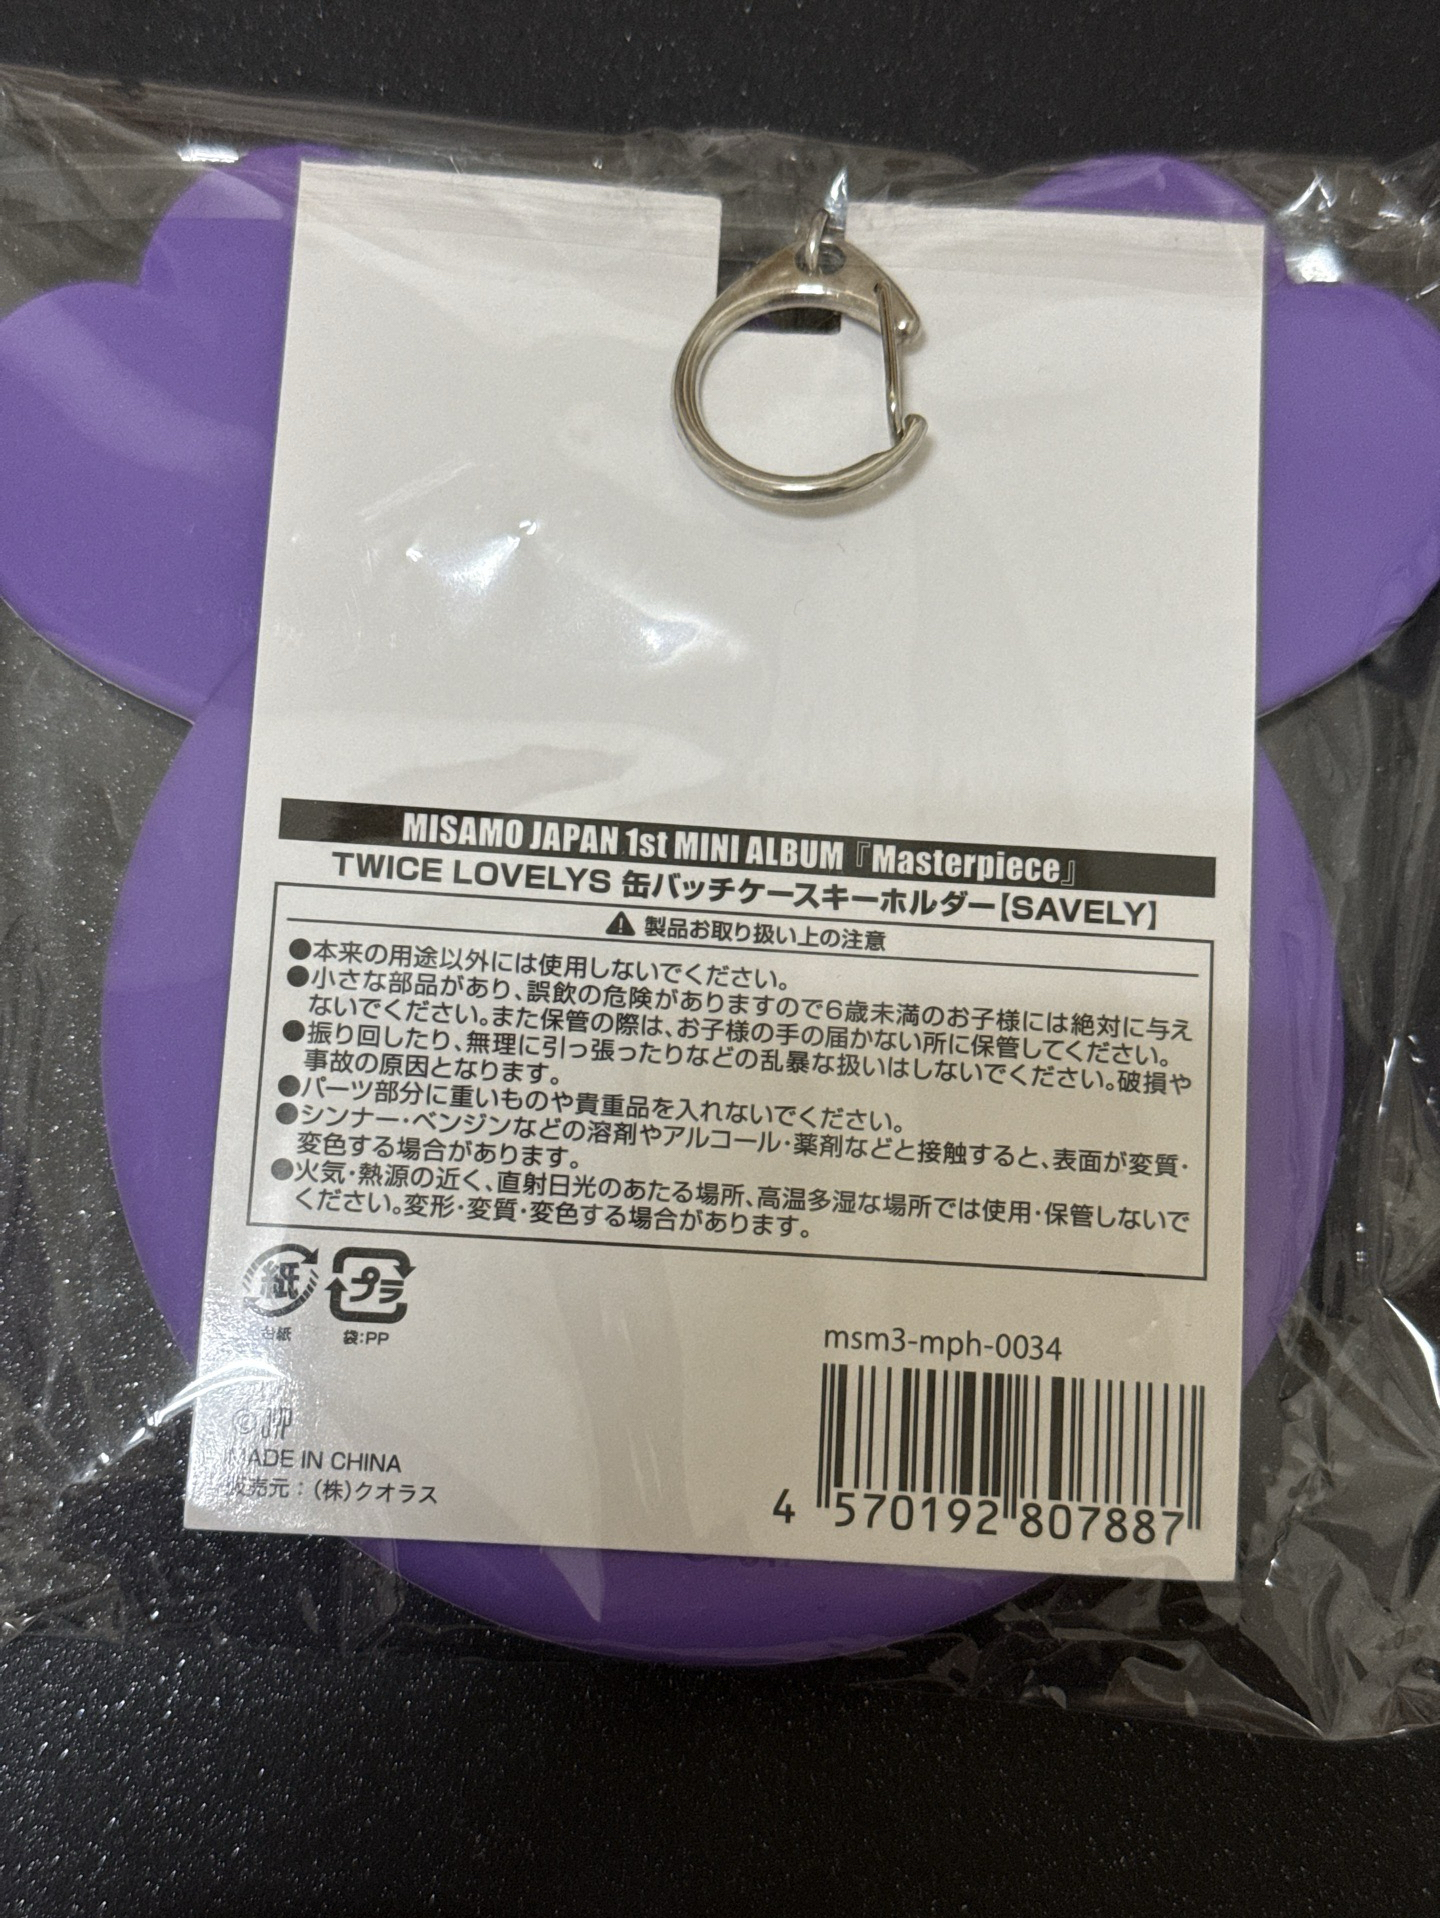 MISAMO JAPAN 1st MINI ALBUM『Masterpiece』
TWICE LOVELYS 缶バッチケースキーホルダー【SAVELY】
製品お取り扱い上の注意
●本来の用途以外には使用しないでください。
●小さな部品があり、誤飲の危険がありますので6歳未満のお子様には絶対に与え
ないでください。また保管の際は、お子様の手の届かない所に保管してください。
●振り回したり、無理に引っ張ったりなどの乱暴な扱いはしないでください。破損や
事故の原因となります。
●パーツ部分に重いものや貴重品を入れないでください。
●シンナー・ベンジンなどの溶剤やアルコール・薬剤などと接触すると、表面が変質・
変色する場合があります。
●火気・熱源の近く、直射日光のあたる場所、高温多湿な場所では使用・保管しないで
ください。変形・変質・変色する場合があります。
紙 プラ
台紙 袋:PP
msm3-mph-0034
4 570192 807887
© JYP
MADE IN CHINA
販売元:(株)クオラス